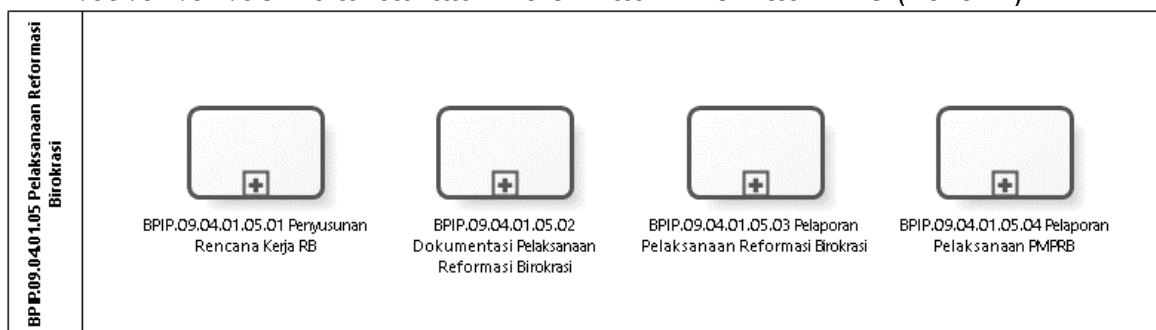 BPIP.09.04.01.05 Pelaksanaan Reformasi
Birokrasi
BPIP.09.04.01.05.01 Penyusunan
Rencana Kerja RB
BPIP.09.04.01.05.02
Dokumentasi Pelaksanaan
Reformasi Birokrasi
BPIP.09.04.01.05.03 Pelaporan
Pelaksanaan Reformasi Birokrasi
BPIP.09.04.01.05.04 Pelaporan
Pelaksanaan PMPRB